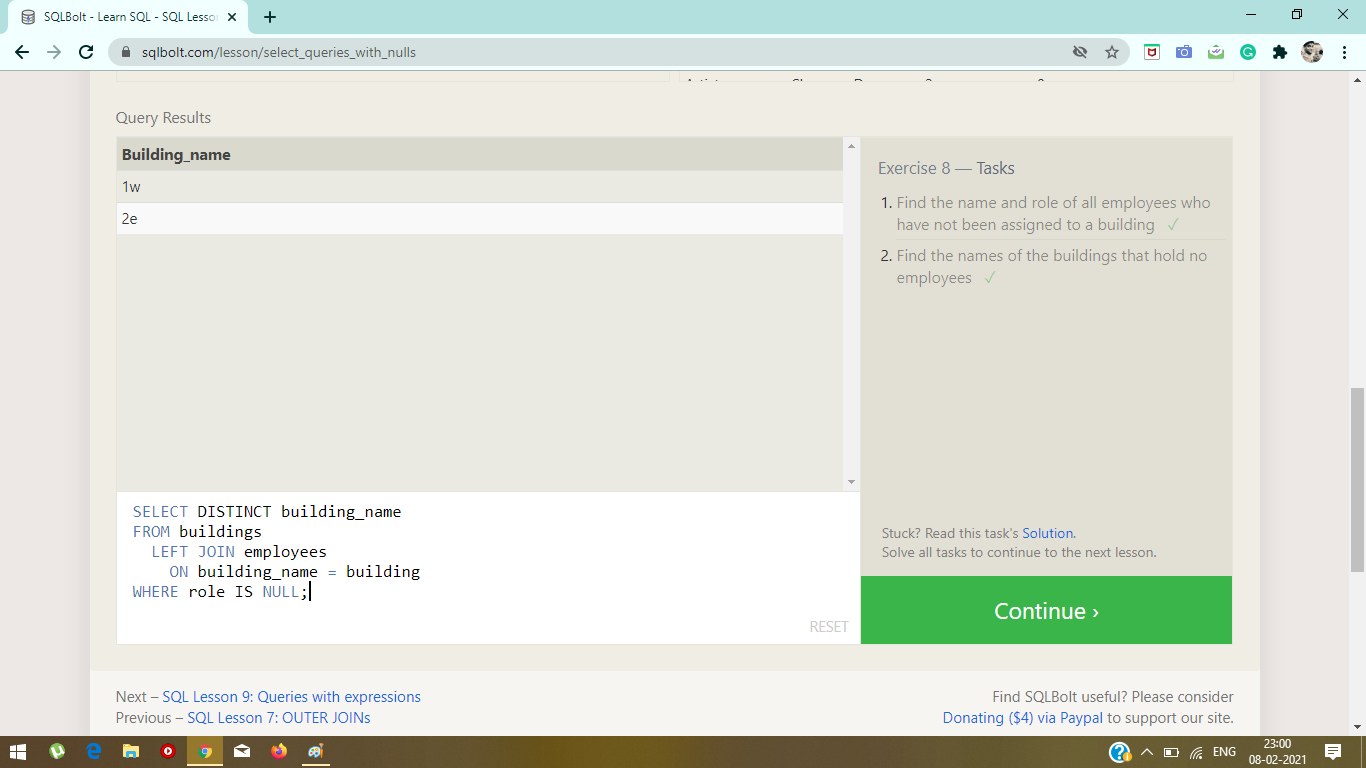 SQLBolt - Learn SQL - SQL Lesso
sqlbolt.com/lesson/select_queries_with_nulls
Query Results
Building_name
1w
2e
Exercise 8 — Tasks
1. Find the name and role of all employees who
have not been assigned to a building ✓
2. Find the names of the buildings that hold no
employees ✓
Stuck? Read this task's Solution.
Solve all tasks to continue to the next lesson.
Continue ›
SELECT DISTINCT building_name
FROM buildings
LEFT JOIN employees
ON building_name = building
WHERE role IS NULL;
RESET
Next – SQL Lesson 9: Queries with expressions
Previous – SQL Lesson 7: OUTER JOINs
Find SQLBolt useful? Please consider
Donating ($4) via Paypal to support our site.
ENG
23:00
08-02-2021